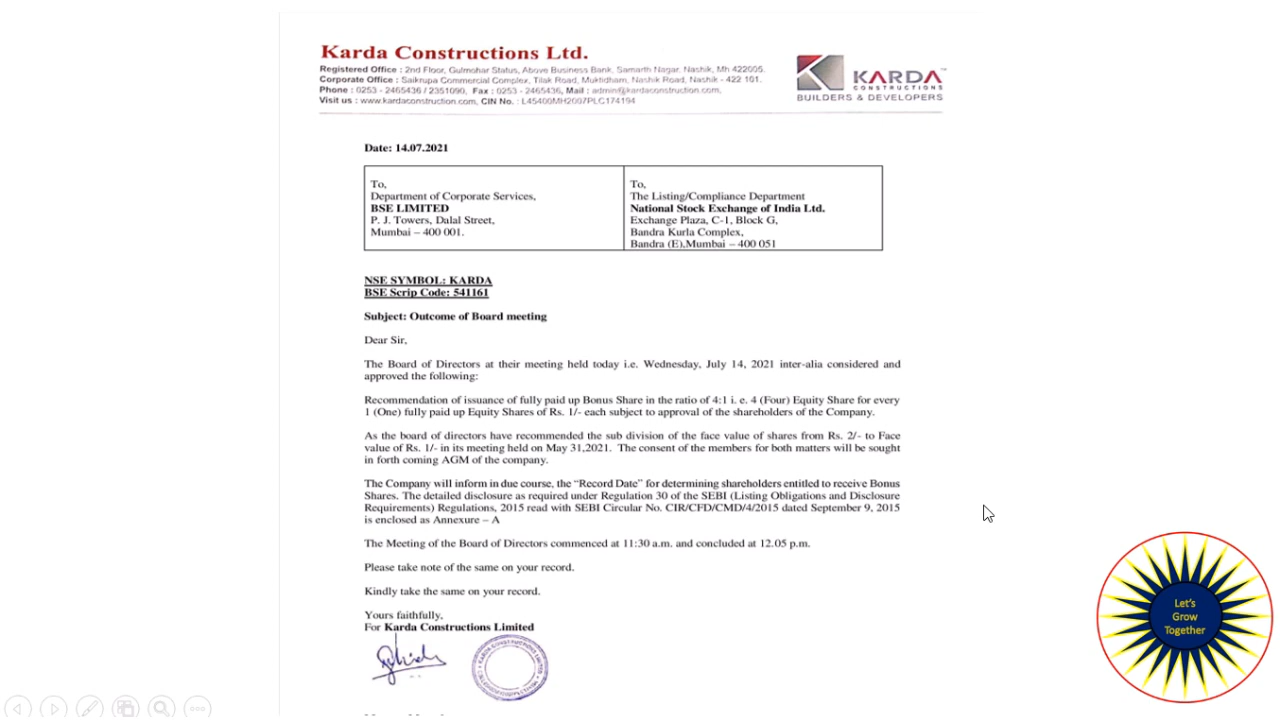 Karda Constructions Ltd.
Registered Office : 2nd Floor, Gulmohar Status, Above Business Bank, Samarth Nagar, Nashik, Mh 422005.
Corporate Office : Saikrupa Commercial Complex, Tilak Road, Muktidham, Nashik Road, Nashik - 422 101.
Phone : 0253 - 2465436 / 2351090, Fax : 0253 - 2465436, Mail : admin@kardaconstruction.com,
Visit us : www.kardaconstruction.com, CIN No. : L45400MH2007PLC174194
KARDA™
CONSTRUCTIONS
BUILDERS & DEVELOPERS
Date: 14.07.2021
To,
Department of Corporate Services,
BSE LIMITED
P. J. Towers, Dalal Street,
Mumbai – 400 001.
To,
The Listing/Compliance Department
National Stock Exchange of India Ltd.
Exchange Plaza, C-1, Block G,
Bandra Kurla Complex,
Bandra (E),Mumbai – 400 051
NSE SYMBOL: KARDA
BSE Scrip Code: 541161
Subject: Outcome of Board meeting
Dear Sir,
The Board of Directors at their meeting held today i.e. Wednesday, July 14, 2021 inter-alia considered and
approved the following:
Recommendation of issuance of fully paid up Bonus Share in the ratio of 4:1 i. e. 4 (Four) Equity Share for every
1 (One) fully paid up Equity Shares of Rs. 1/- each subject to approval of the shareholders of the Company.
As the board of directors have recommended the sub division of the face value of shares from Rs. 2/- to Face
value of Rs. 1/- in its meeting held on May 31,2021. The consent of the members for both matters will be sought
in forth coming AGM of the company.
The Company will inform in due course, the “Record Date” for determining shareholders entitled to receive Bonus
Shares. The detailed disclosure as required under Regulation 30 of the SEBI (Listing Obligations and Disclosure
Requirements) Regulations, 2015 read with SEBI Circular No. CIR/CFD/CMD/4/2015 dated September 9, 2015
is enclosed as Annexure – A
The Meeting of the Board of Directors commenced at 11:30 a.m. and concluded at 12.05 p.m.
Please take note of the same on your record.
Kindly take the same on your record.
Yours faithfully,
For Karda Constructions Limited
Let's
Grow
Together